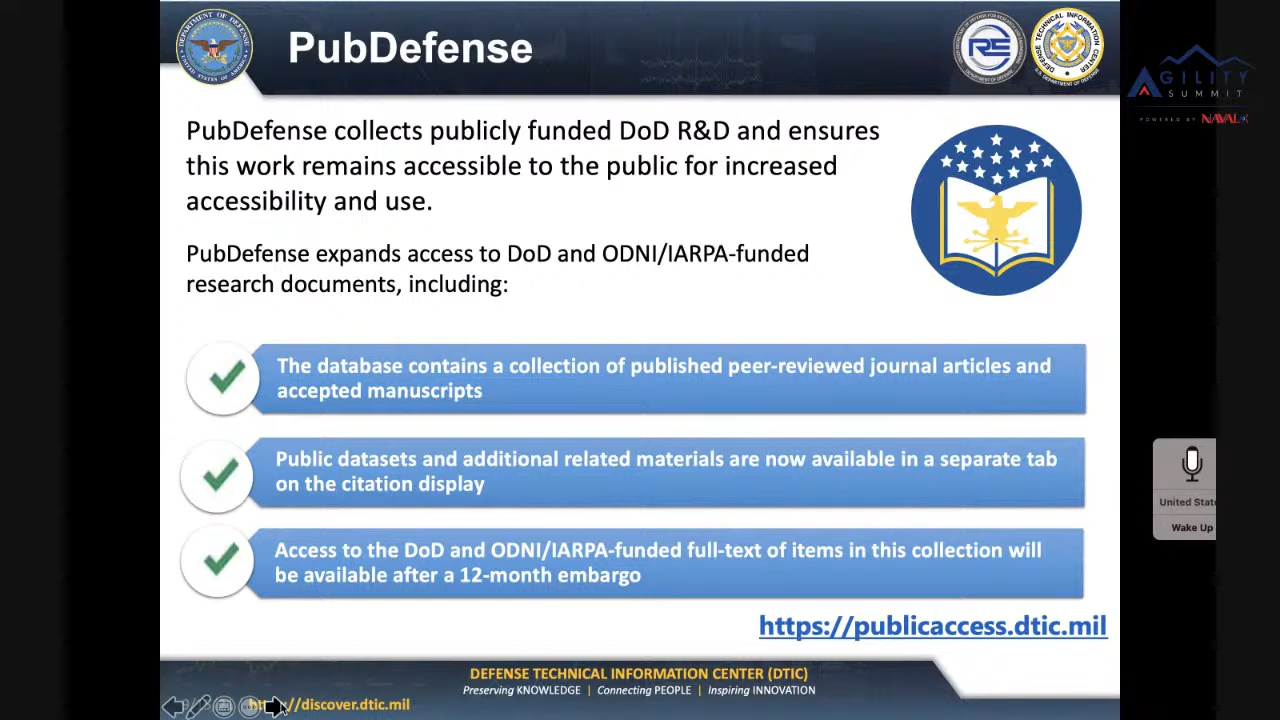 PubDefense
AGILITY
SUMMIT
POWERED BY NAVALX
PubDefense collects publicly funded DoD R&D and ensures
this work remains accessible to the public for increased
accessibility and use.
PubDefense expands access to DoD and ODNI/IARPA-funded
research documents, including:
The database contains a collection of published peer-reviewed journal articles and
accepted manuscripts
Public datasets and additional related materials are now available in a separate tab
on the citation display
United State
Wake Up
Access to the DoD and ODNI/IARPA-funded full-text of items in this collection will
be available after a 12-month embargo
https://publicaccess.dtic.mil
DEFENSE TECHNICAL INFORMATION CENTER (DTIC)
Preserving KNOWLEDGE | Connecting PEOPLE | Inspiring INNOVATION
//discover.dtic.mil